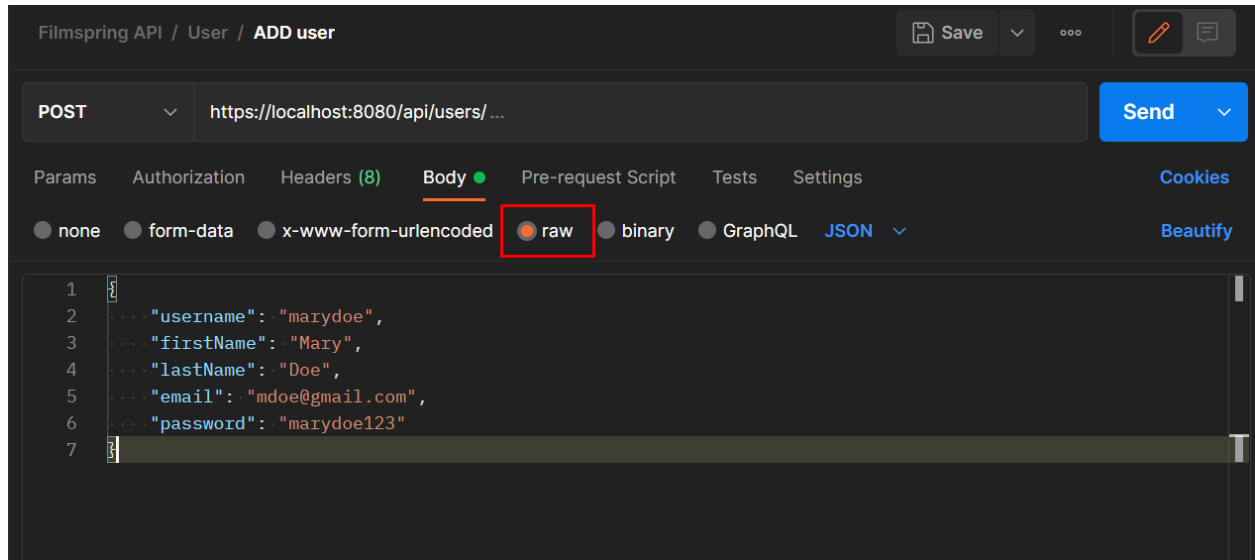 Filmspring API / User / ADD user Save ooo
POST https://localhost:8080/api/users/ ... Send
Params Authorization Headers (8) Body Pre-request Script Tests Settings Cookies
none form-data x-www-form-urlencoded raw binary GraphQL JSON Beautify
1 {
2 "username": "marydoe",
3 "firstName": "Mary",
4 "lastName": "Doe",
5 "email": "mdoe@gmail.com",
6 "password": "marydoe123"
7 }